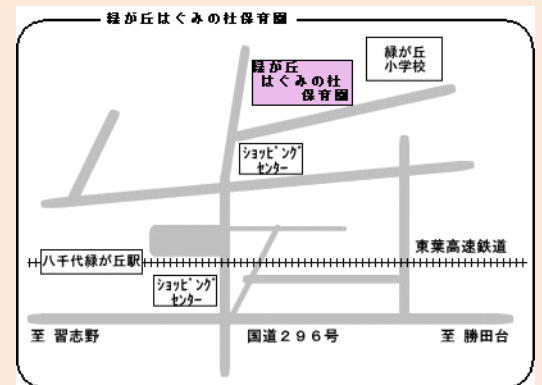 緑が丘はぐみの杜保育園
緑が丘
小学校
緑が丘
はぐみの杜
保育園
ｼｮｯﾋﾟﾝｸﾞ
ｾﾝﾀｰ
東葉高速鉄道
八千代緑が丘駅
ｼｮｯﾋﾟﾝｸﾞ
ｾﾝﾀｰ
至 習志野
国道２９６号
至 勝田台